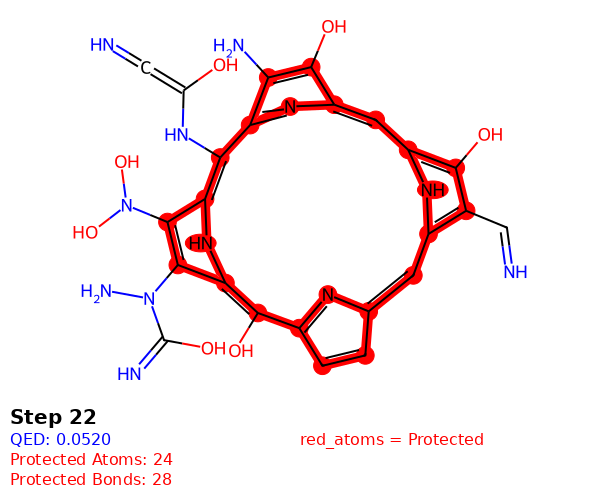 OH
H₂N
HN
C
OH
N
HN
OH
OH
NH
N
HO
HN
NH
H₂N
N
N
OH
OH
HN
Step 22
QED: 0.0520
Protected Atoms: 24
red_atoms = Protected
Protected Bonds: 28